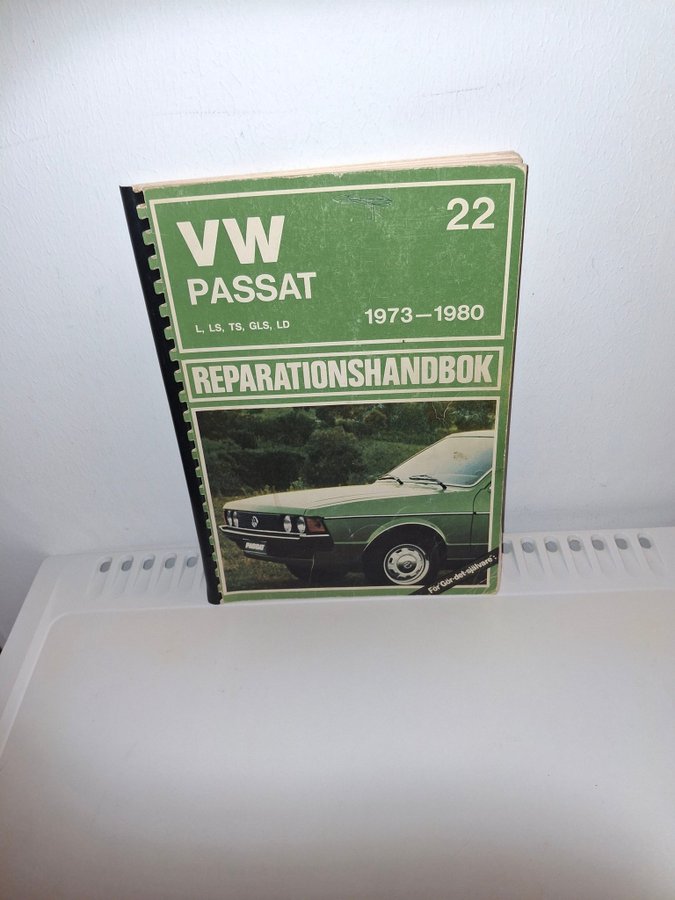 22
VW
PASSAT
L, LS, TS, GLS, LD
1973—1980
REPARATIONSHANDBOK
PASSAT
För "Gör-det-självare":